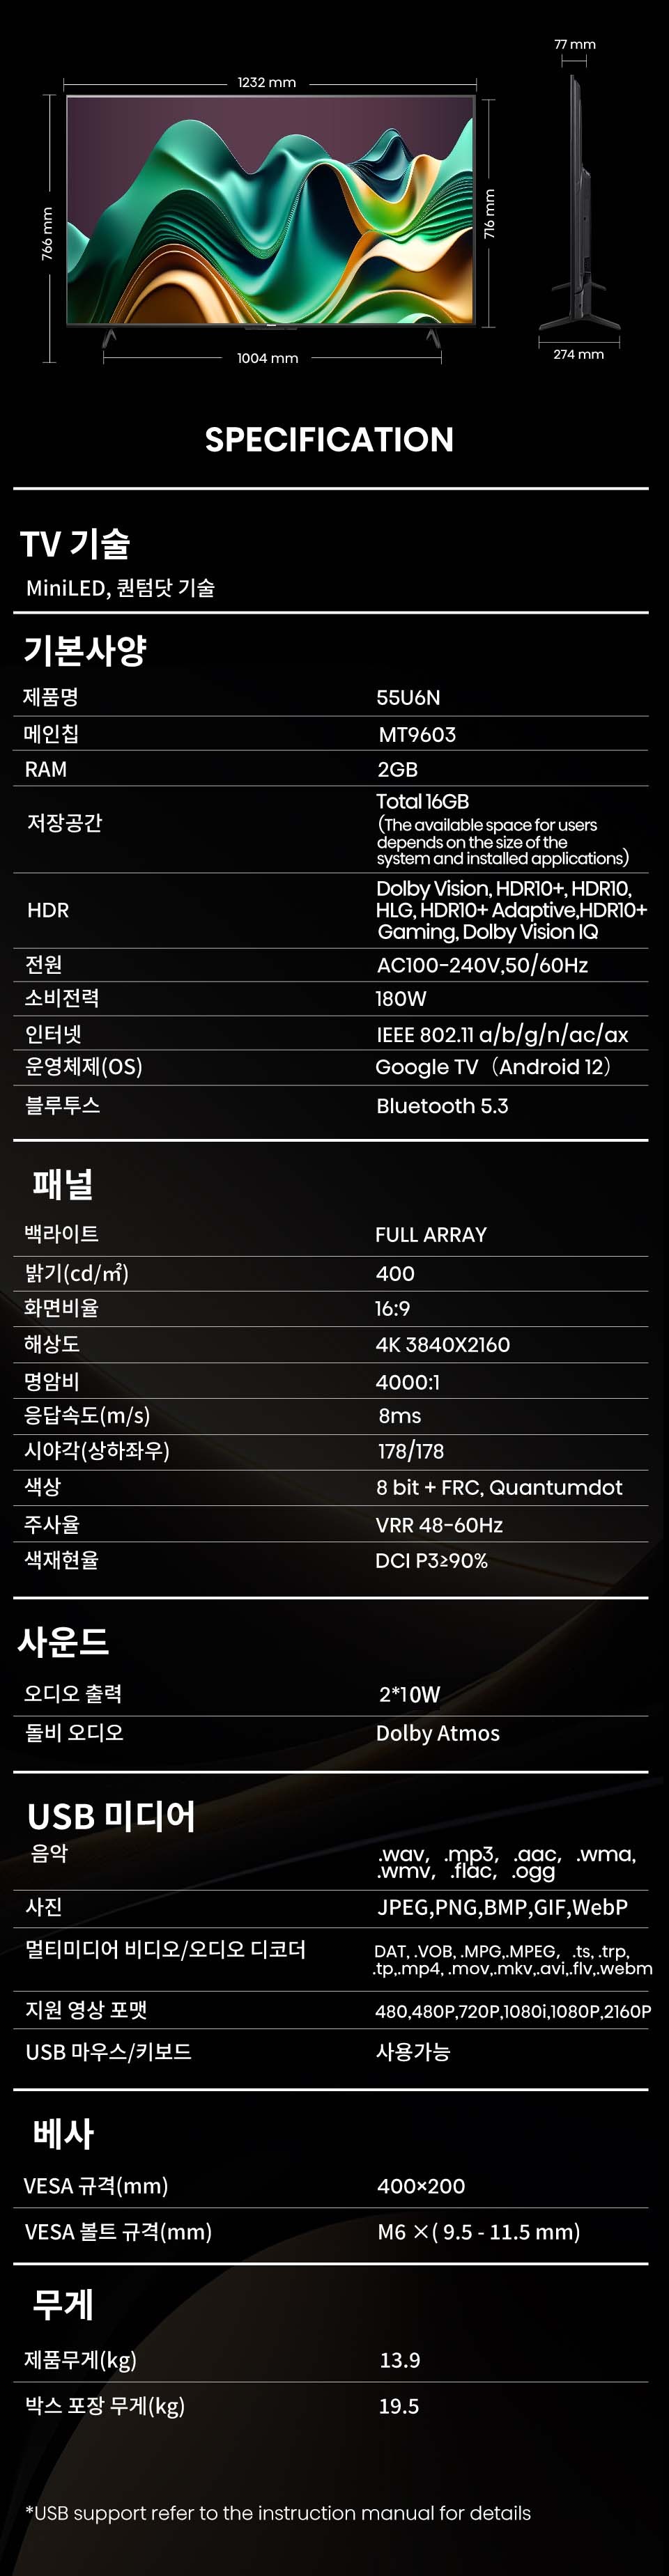 77 mm
1232 mm
766 mm
716 mm
1004 mm
274 mm
SPECIFICATION
TV 기술
MiniLED, 퀀텀닷 기술
기본사양
제품명 55U6N
메인칩 MT9603
RAM 2GB
저장공간 Total 16GB
(The available space for users
depends on the size of the
system and installed applications)
HDR Dolby Vision, HDR10+, HDR10,
HLG, HDR10+ Adaptive,HDR10+
Gaming, Dolby Vision IQ
전원 AC100-240V,50/60Hz
소비전력 180W
인터넷 IEEE 802.11 a/b/g/n/ac/ax
운영체제(OS) Google TV（Android 12）
블루투스 Bluetooth 5.3
패널
백라이트 FULL ARRAY
밝기(cd/㎡) 400
화면비율 16:9
해상도 4K 3840X2160
명암비 4000:1
응답속도(m/s) 8ms
시야각(상하좌우) 178/178
색상 8 bit + FRC, Quantumdot
주사율 VRR 48-60Hz
색재현율 DCI P3≥90%
사운드
오디오 출력 2*10W
돌비 오디오 Dolby Atmos
USB 미디어
음악 .wav, .mp3, .aac, .wma,
.wmv, .flac, .ogg
사진 JPEG,PNG,BMP,GIF,WebP
멀티미디어 비디오/오디오 디코더 DAT, .VOB, .MPG,.MPEG, .ts, .trp,
.tp,.mp4, .mov,.mkv,.avi,.flv,.webm
지원 영상 포맷 480,480P,720P,1080i,1080P,2160P
USB 마우스/키보드 사용가능
베사
VESA 규격(mm) 400×200
VESA 볼트 규격(mm) M6 ×( 9.5 - 11.5 mm)
무게
제품무게(kg) 13.9
박스 포장 무게(kg) 19.5
*USB support refer to the instruction manual for details